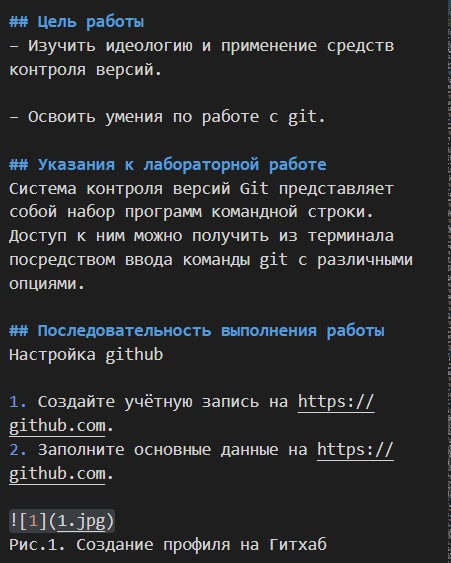 ## Цель работы
– Изучить идеологию и применение средств
контроля версий.
– Освоить умения по работе с git.
## Указания к лабораторной работе
Система контроля версий Git представляет
собой набор программ командной строки.
Доступ к ним можно получить из терминала
посредством ввода команды git с различными
опциями.
## Последовательность выполнения работы
Настройка github
1. Создайте учётную запись на https://
github.com.
2. Заполните основные данные на https://
github.com.
![1](1.jpg)
Рис.1. Создание профиля на Гитхаб